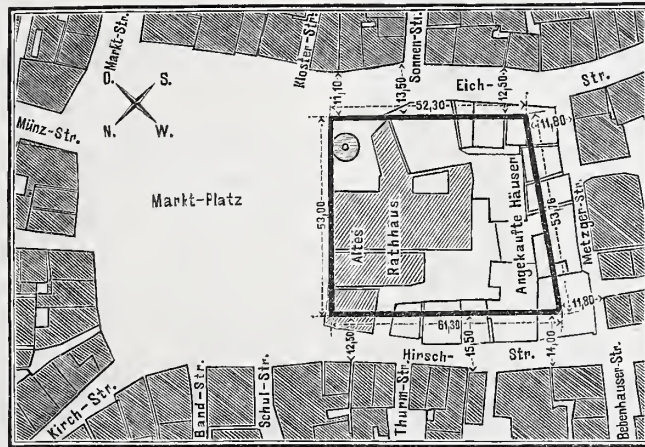 Markt-Str.
Kloster-Str.
Sonnen-Str.
Eich-
Str.
O.
S.
N.
W.
11,10
13,50
12,50
52,30
11,80
Münz-Str.
Markt-Platz
53,00
Altes
Rathhaus.
Angekaufte Häuser
53,76
Metzger-Str.
11,80
61,30
12,50
Hirsch-
15,50
Str.
14,00
Kirch-Str.
Band-Str.
Schul-Str.
Thurm-Str.
Bebenhauser-Str.